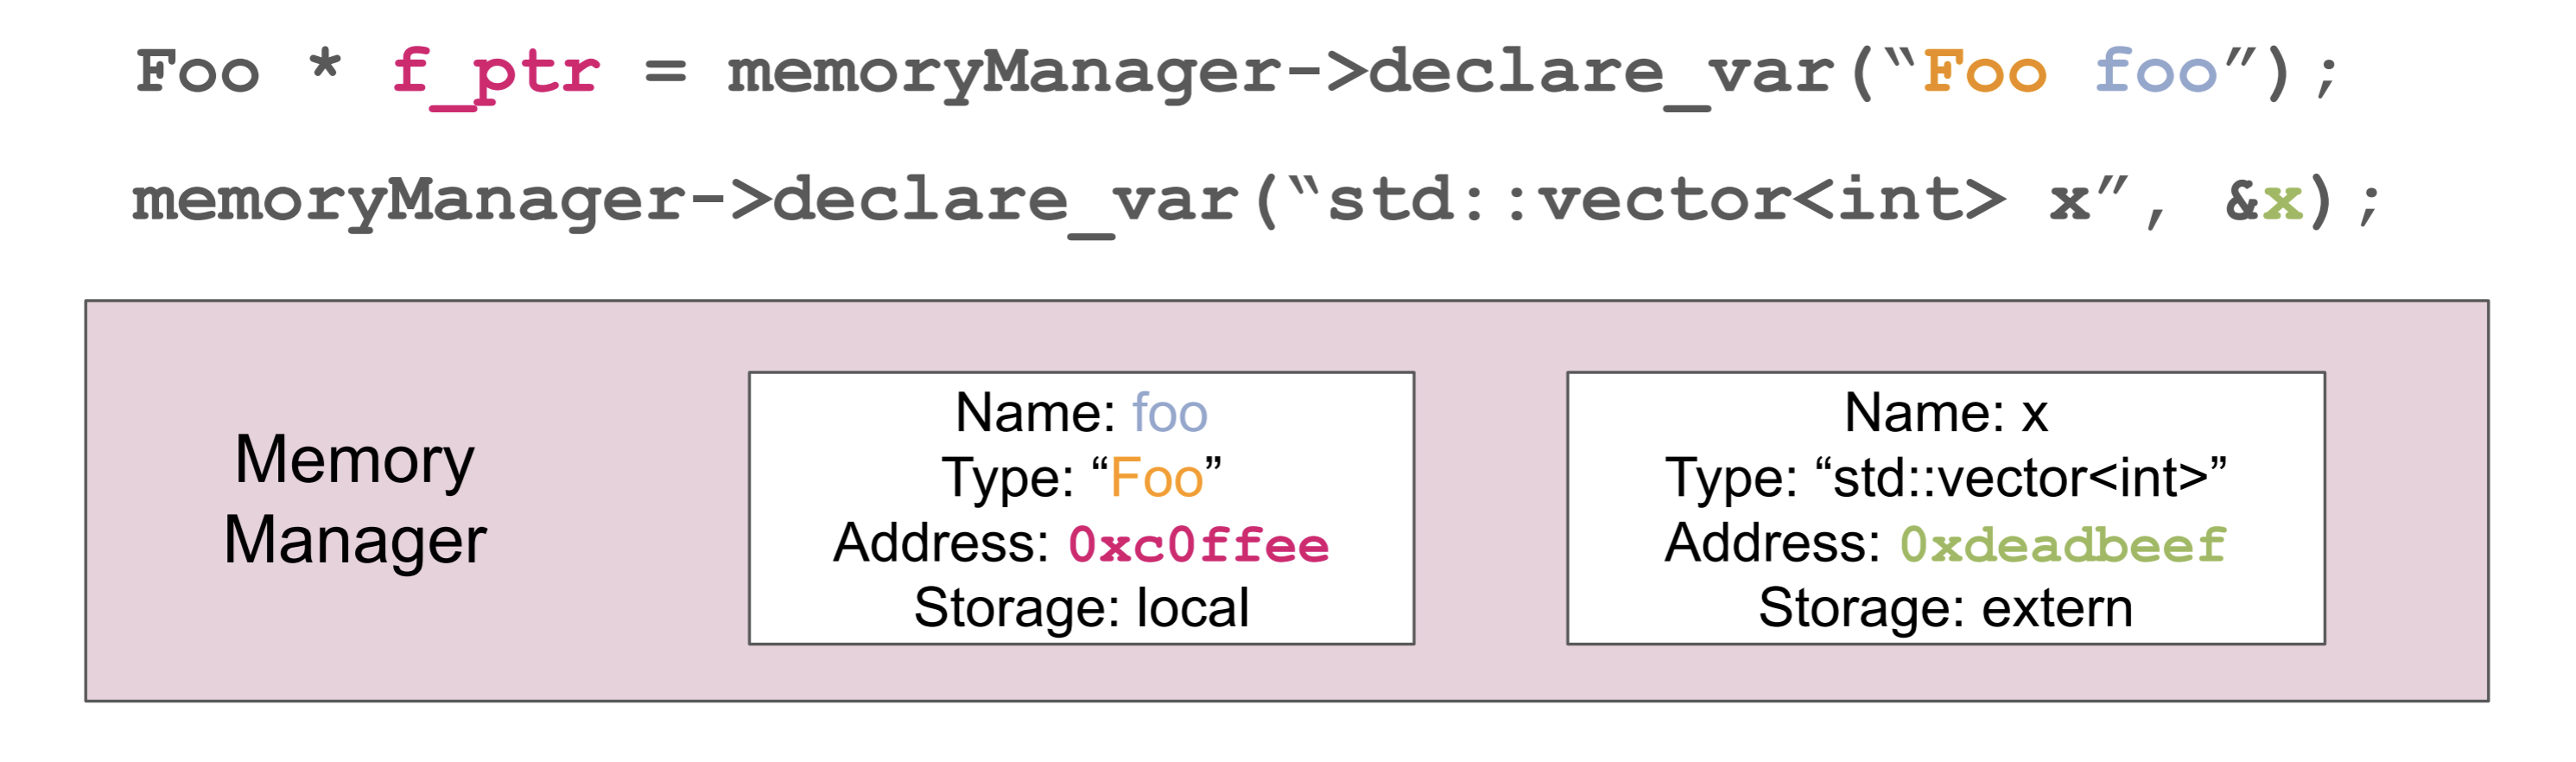 Foo * f_ptr = memoryManager->declare_var(“Foo foo”);
memoryManager->declare_var(“std::vector<int> x”, &x);
Memory
Manager
Name: foo
Type: “Foo”
Address: 0xc0ffee
Storage: local
Name: x
Type: “std::vector<int>”
Address: 0xdeadbeef
Storage: extern